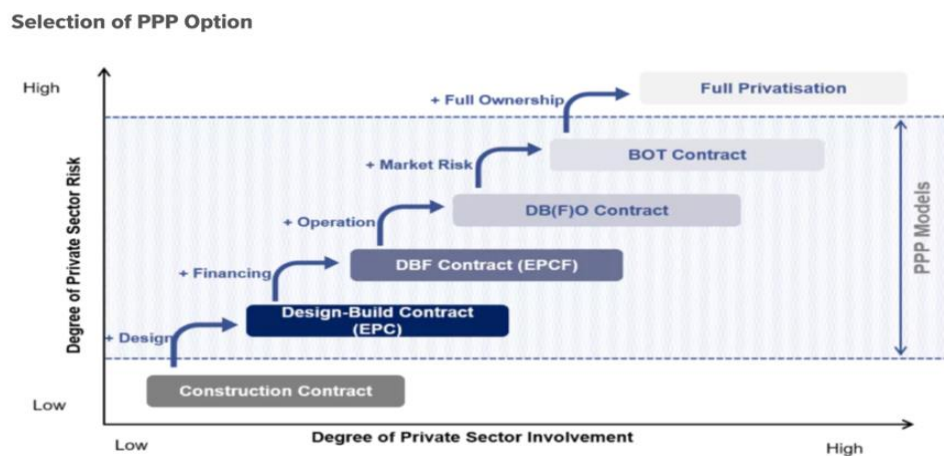 Selection of PPP Option
High
+ Full Ownership
Full Privatisation
+ Market Risk
BOT Contract
+ Operation
DB(F)O Contract
+ Financing
DBF Contract (EPCF)
+ Design
Design-Build Contract
(EPC)
Construction Contract
Low
Degree of Private Sector Risk
PPP Models
Low
Degree of Private Sector Involvement
High